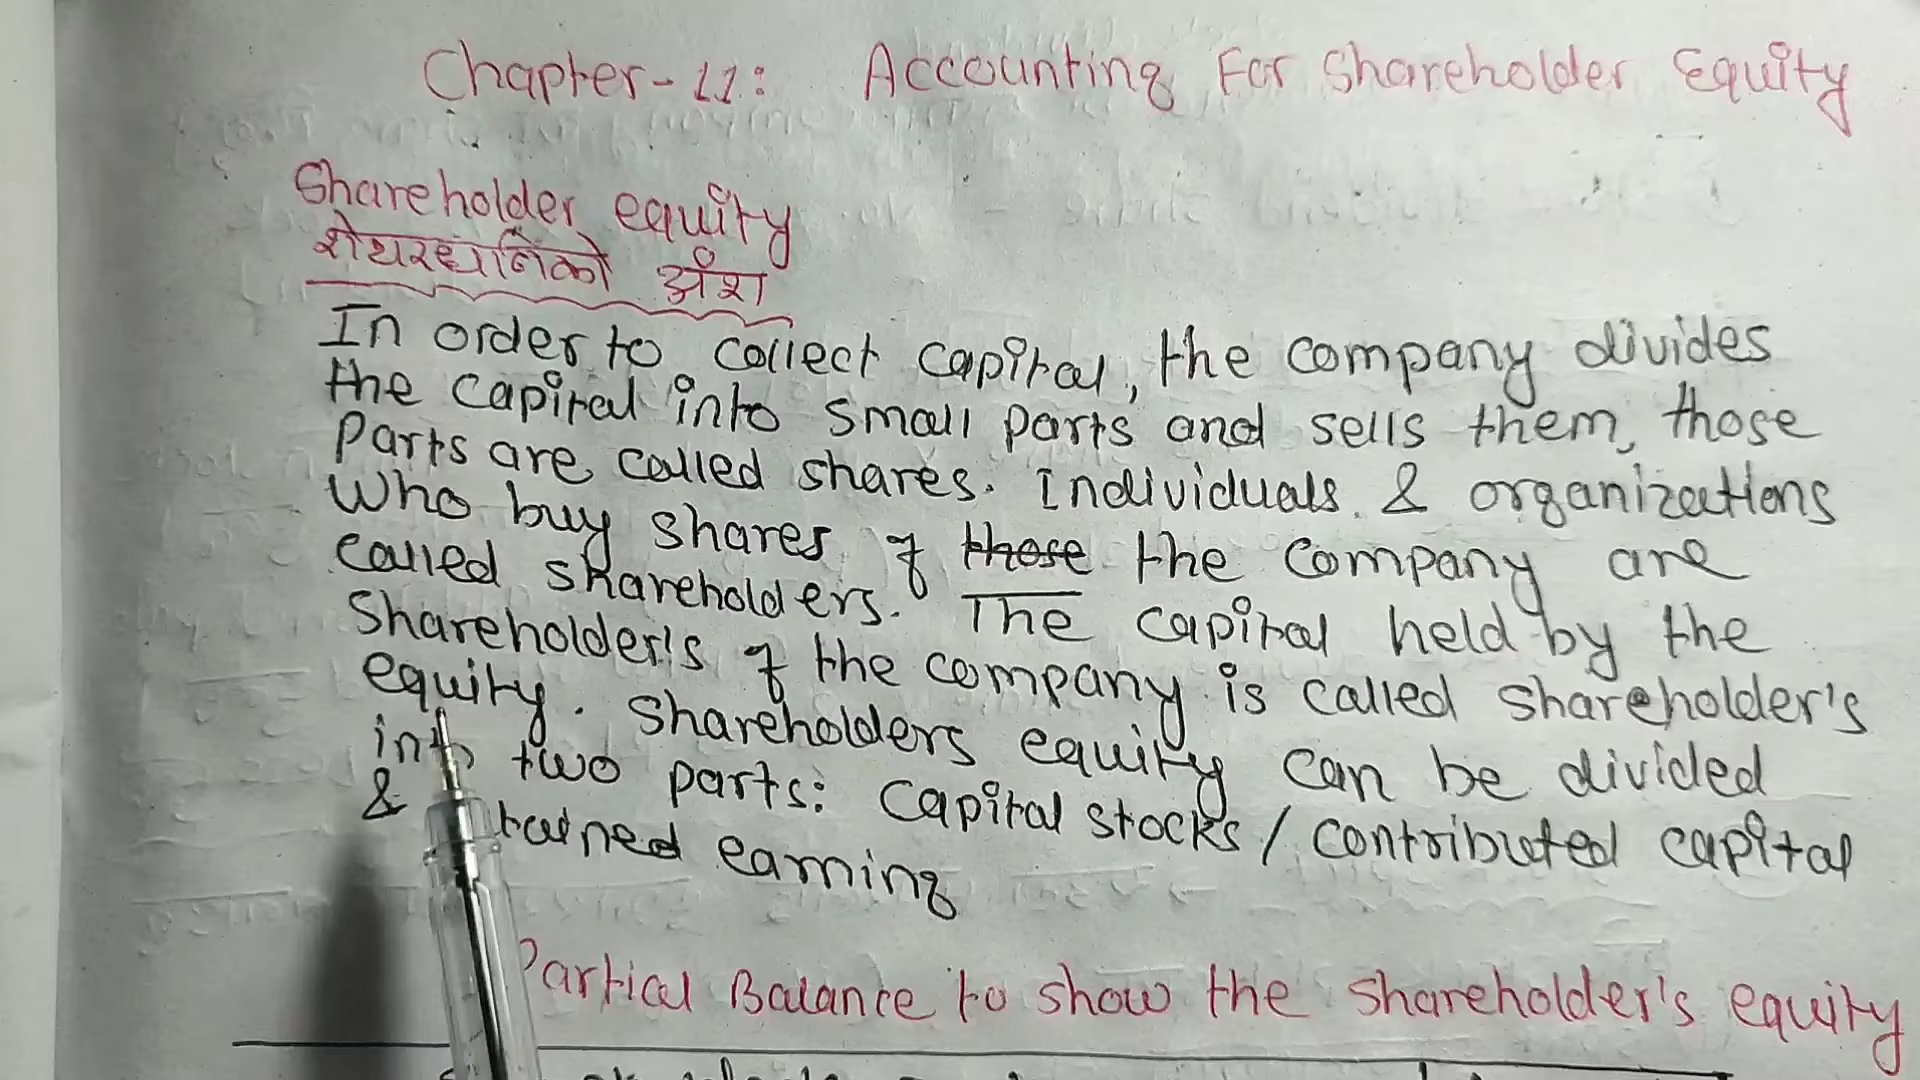 Chapter-11: Accounting For Shareholder Equity
Shareholder equity
शेयरधनिको अंश
In order to collect capital, the company divides
the capital into small parts and sells them, those
parts are called shares. Individuals & organizations
who buy shares of those the company are
called shareholders. The capital held by the
shareholder's of the company is called shareholder's
equity. Shareholders equity can be divided
into two parts: Capital stocks / contributed capital
& retained earning
Partial Balance to show the shareholder's equity